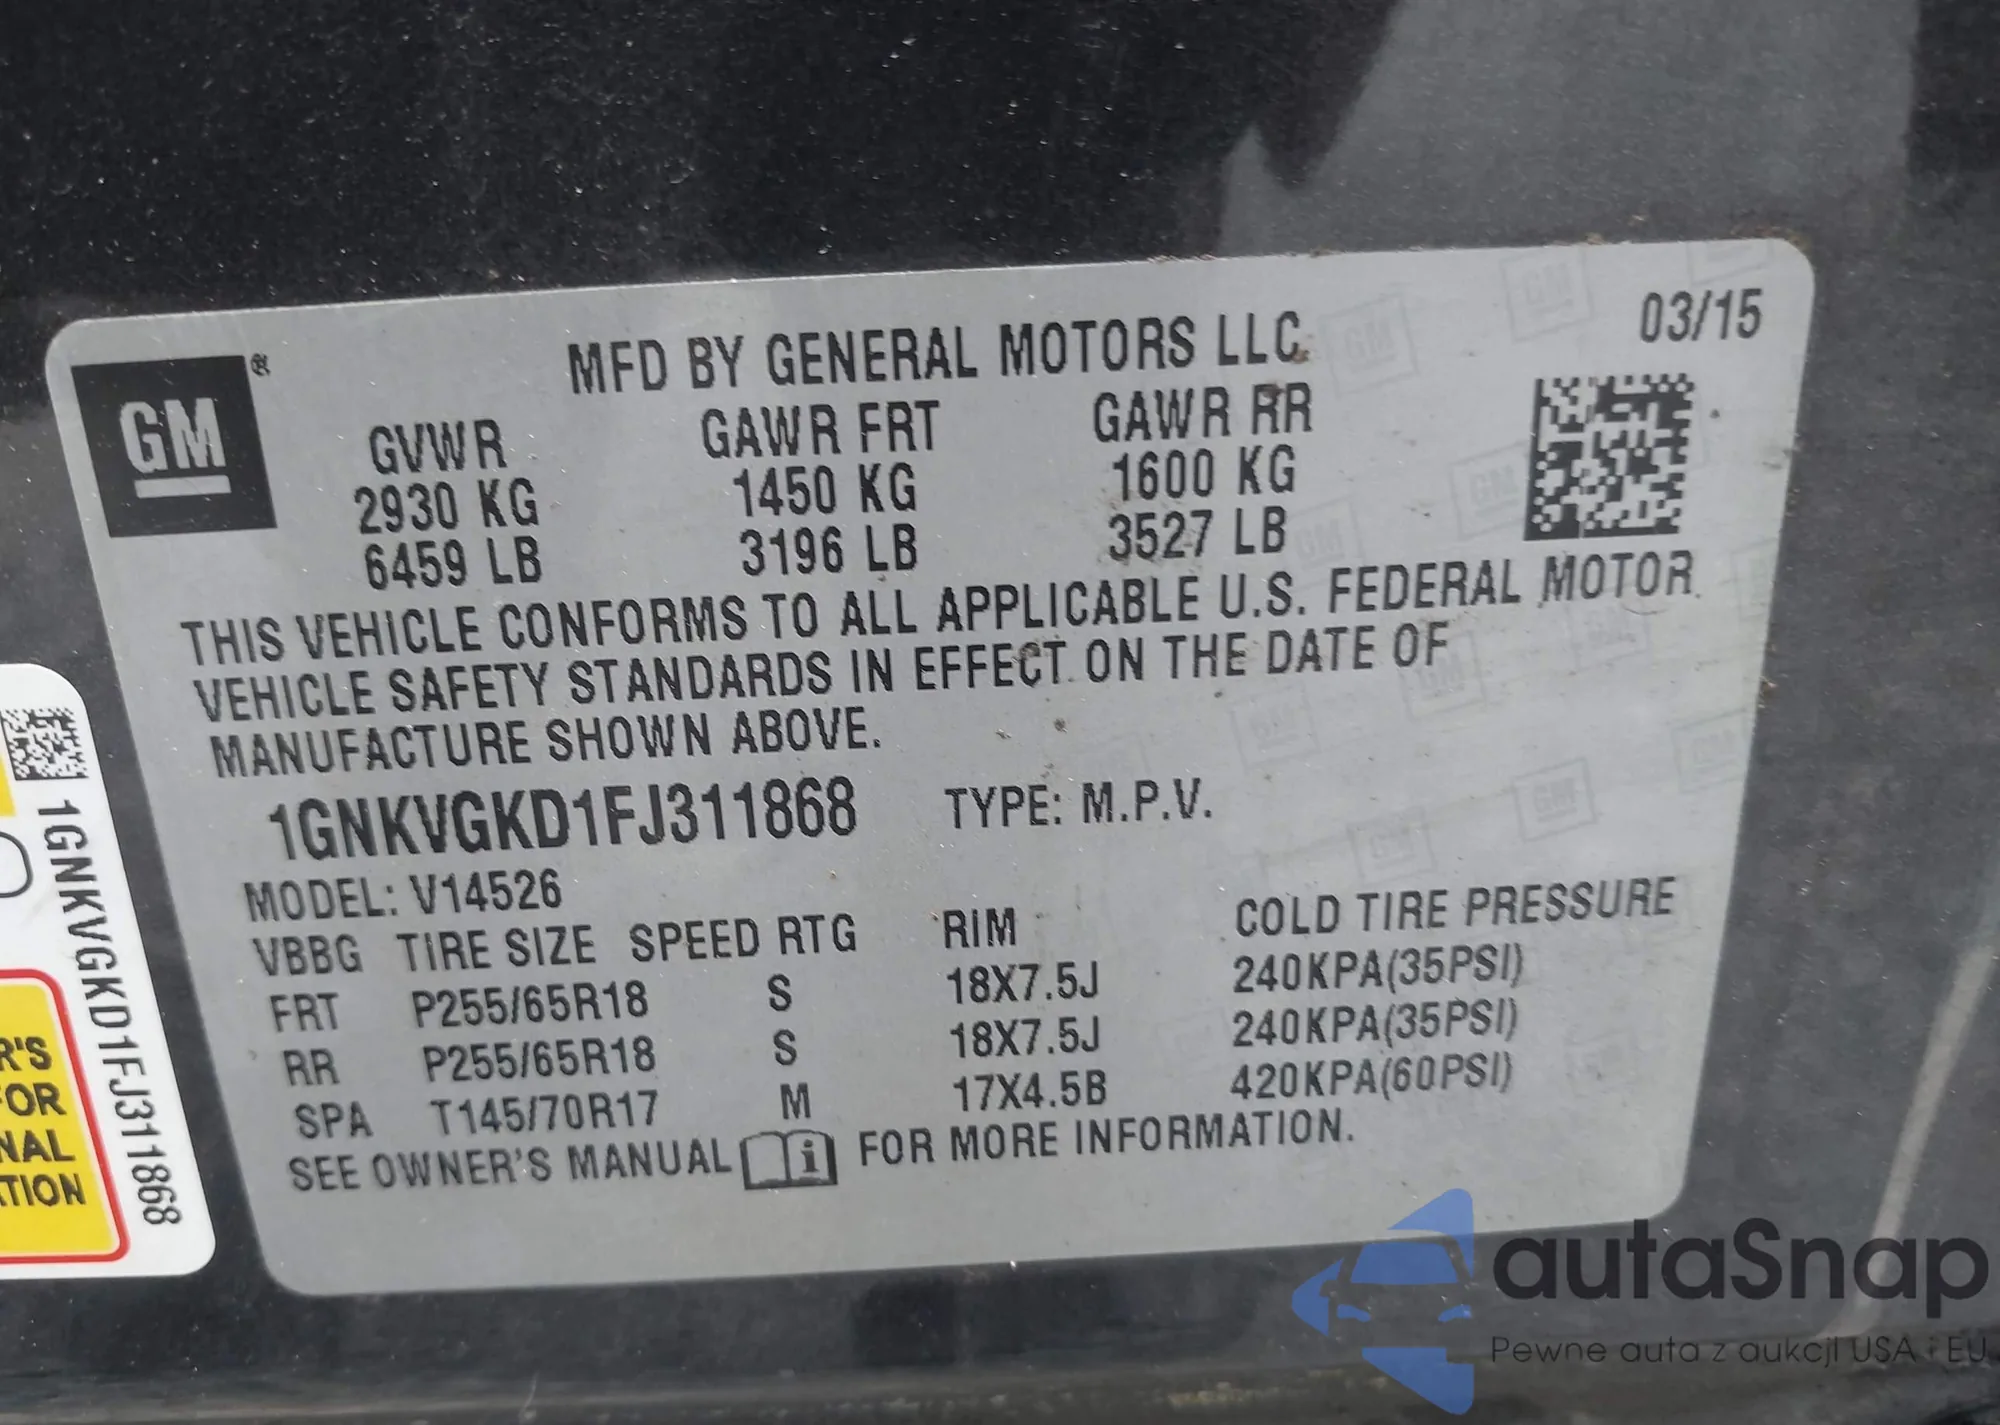 GM ®
MFD BY GENERAL MOTORS LLC
03/15
GVWR GAWR FRT GAWR RR
2930 KG 1450 KG 1600 KG
6459 LB 3196 LB 3527 LB
THIS VEHICLE CONFORMS TO ALL APPLICABLE U.S. FEDERAL MOTOR
VEHICLE SAFETY STANDARDS IN EFFECT ON THE DATE OF
MANUFACTURE SHOWN ABOVE.
1GNKVGKD1FJ311868 TYPE: M.P.V.
MODEL: V14526
VBBG TIRE SIZE SPEED RTG RIM COLD TIRE PRESSURE
FRT P255/65R18 S 18X7.5J 240KPA(35PSI)
RR P255/65R18 S 18X7.5J 240KPA(35PSI)
SPA T145/70R17 M 17X4.5B 420KPA(60PSI)
SEE OWNER'S MANUAL i FOR MORE INFORMATION.
1GNKVGKD1FJ311868
R'S
FOR
NAL
TION
autaSnap
Pewne auta z aukcji USA i EU